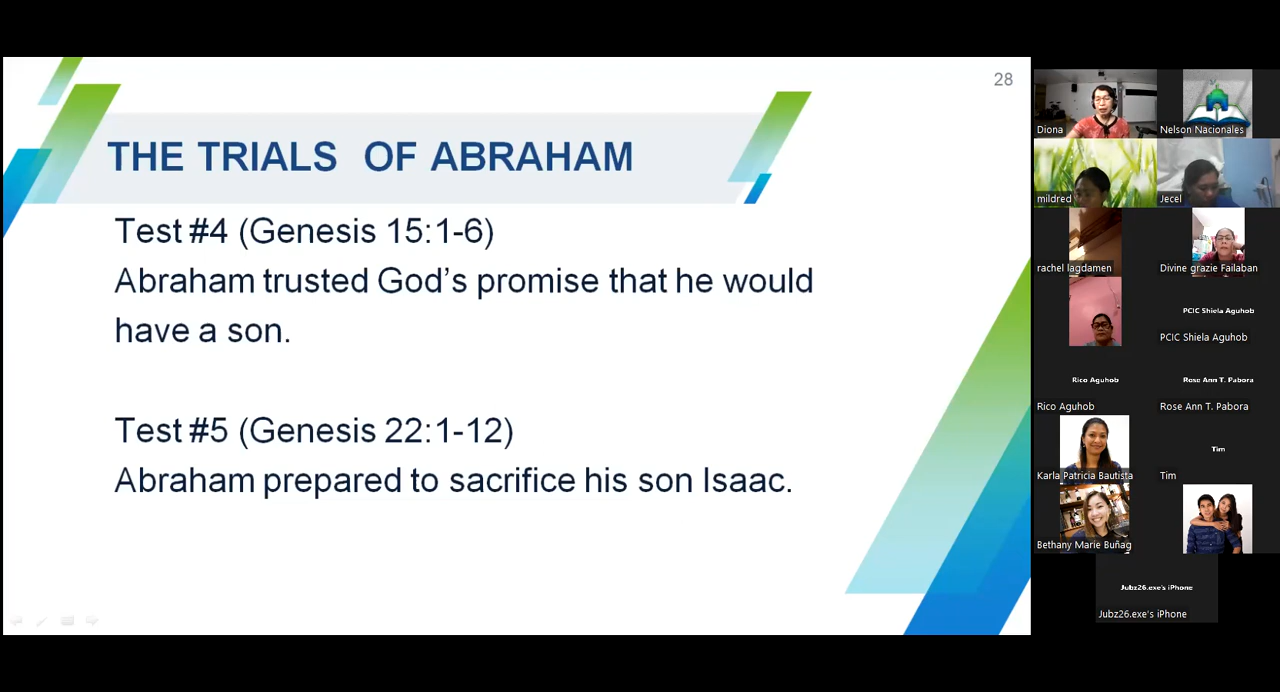 28
THE TRIALS OF ABRAHAM
Test #4 (Genesis 15:1-6)
Abraham trusted God's promise that he would
have a son.
Test #5 (Genesis 22:1-12)
Abraham prepared to sacrifice his son Isaac.
Diona
Nelson Nacionales
mildred
Jecel
rachel lagdamen
Divine grazie Failaban
PCIC Shiela Aguhob
PCIC Shiela Aguhob
Rico Aguhob
Rose Ann T. Pabora
Rico Aguhob
Rose Ann T. Pabora
Tim
Karla Patricia Bautista
Tim
Bethany Marie Buñag
Jubz26.exe's iPhone
Jubz26.exe's iPhone